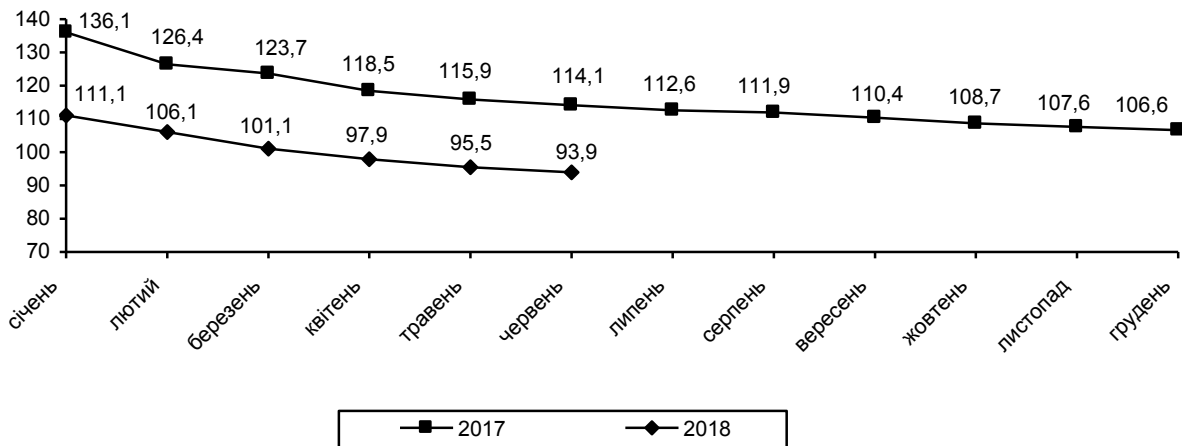 140
130
120
110
100
90
80
70
136,1
126,4
123,7
118,5
115,9
114,1
112,6
111,9
110,4
108,7
107,6
106,6
111,1
106,1
101,1
97,9
95,5
93,9
січень
лютий
березень
квітень
травень
червень
липень
серпень
вересень
жовтень
листопад
грудень
2017 2018